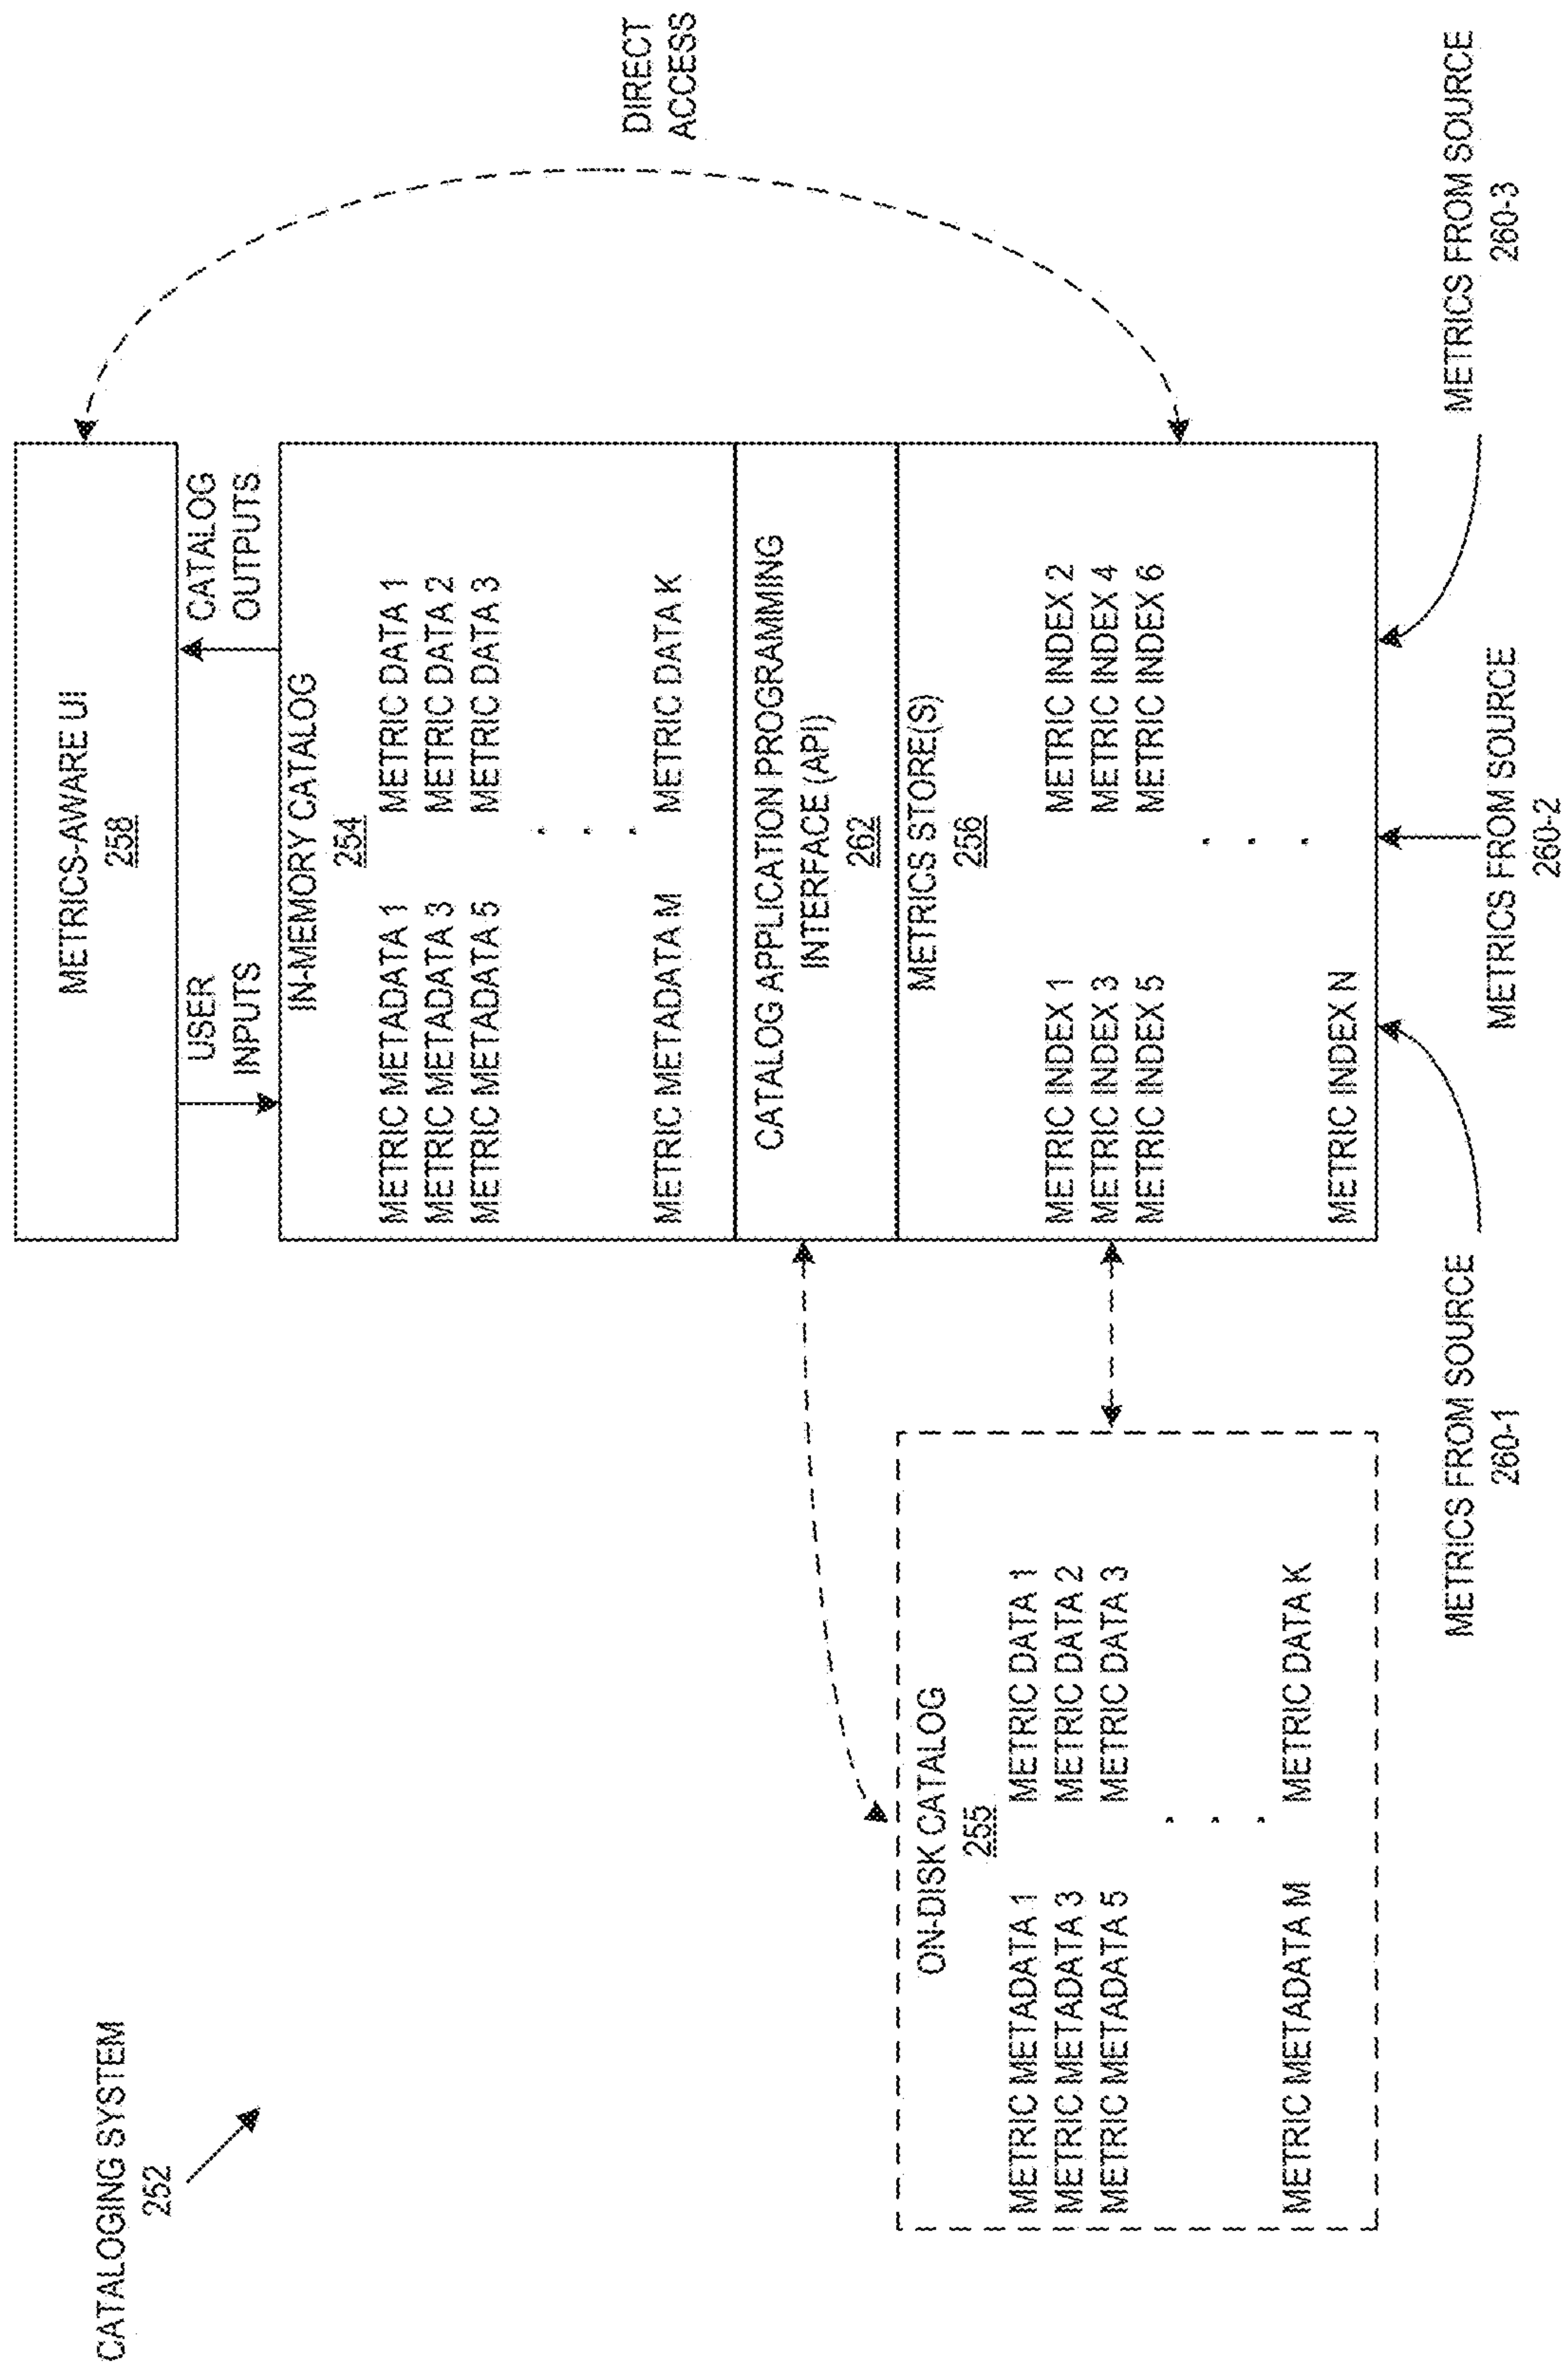 CATALOGING SYSTEM
252
METRICS-AWARE UI
258
USER
INPUTS
CATALOG
OUTPUTS
DIRECT
ACCESS
IN-MEMORY CATALOG
254
METRIC METADATA 1 METRIC DATA 1
METRIC METADATA 3 METRIC DATA 2
METRIC METADATA 5 METRIC DATA 3
METRIC METADATA M METRIC DATA K
CATALOG APPLICATION PROGRAMMING
INTERFACE (API)
262
METRICS STORE(S)
256
METRIC INDEX 1 METRIC INDEX 2
METRIC INDEX 3 METRIC INDEX 4
METRIC INDEX 5 METRIC INDEX 6
METRIC INDEX N
ON-DISK CATALOG
255
METRIC METADATA 1 METRIC DATA 1
METRIC METADATA 3 METRIC DATA 2
METRIC METADATA 5 METRIC DATA 3
METRIC METADATA M METRIC DATA K
METRICS FROM SOURCE
260-1
METRICS FROM SOURCE
260-2
METRICS FROM SOURCE
260-3